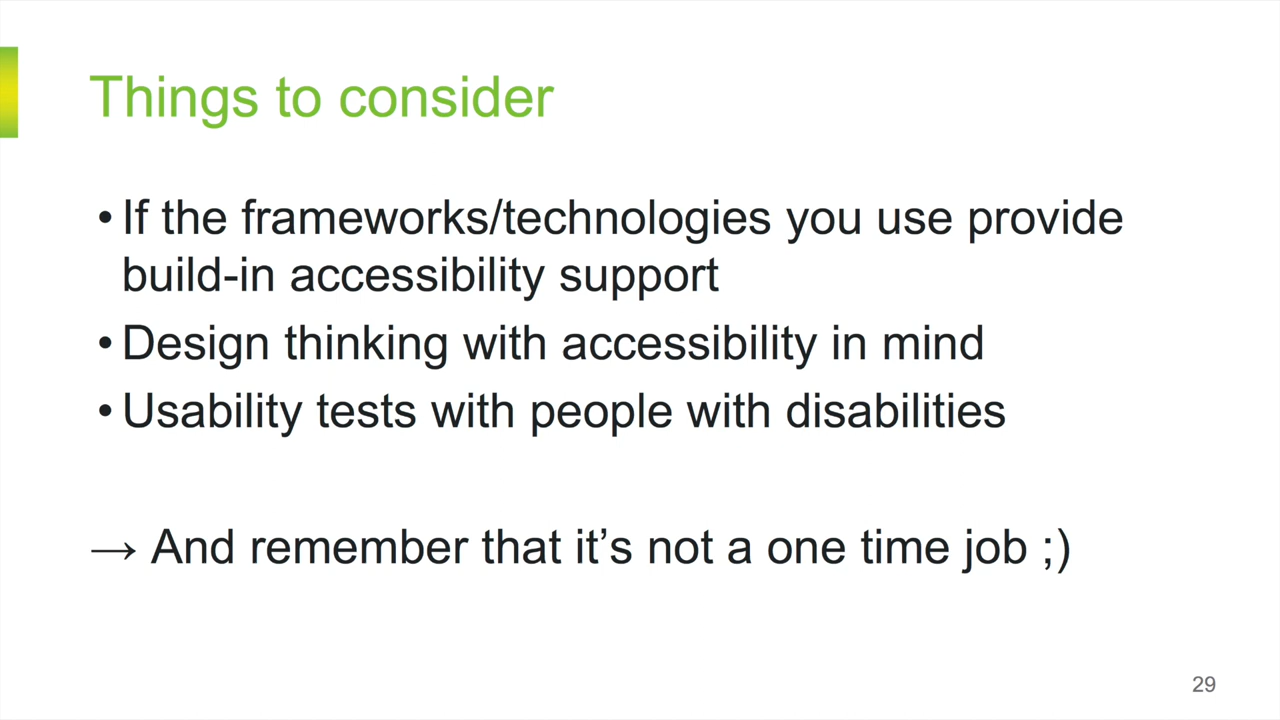 Things to consider
• If the frameworks/technologies you use provide
build-in accessibility support
• Design thinking with accessibility in mind
• Usability tests with people with disabilities
→ And remember that it’s not a one time job ;)
29